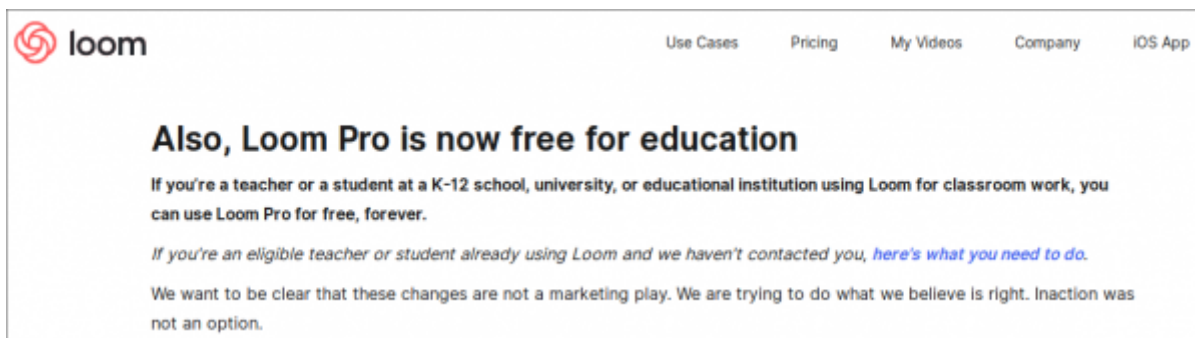 loom
Use Cases Pricing My Videos Company iOS App
Also, Loom Pro is now free for education
If you're a teacher or a student at a K-12 school, university, or educational institution using Loom for classroom work, you
can use Loom Pro for free, forever.
If you're an eligible teacher or student already using Loom and we haven't contacted you, here's what you need to do.
We want to be clear that these changes are not a marketing play. We are trying to do what we believe is right. Inaction was
not an option.